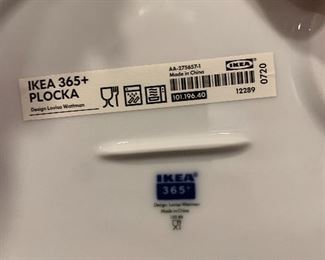 IKEA 365+
PLOCKA
Design Lovisa Wattman
AA-275657-1
Made in China
101.196.40
IKEA
12289
0720
IKEA
365+
Design: Lovisa Wattman
Made in China